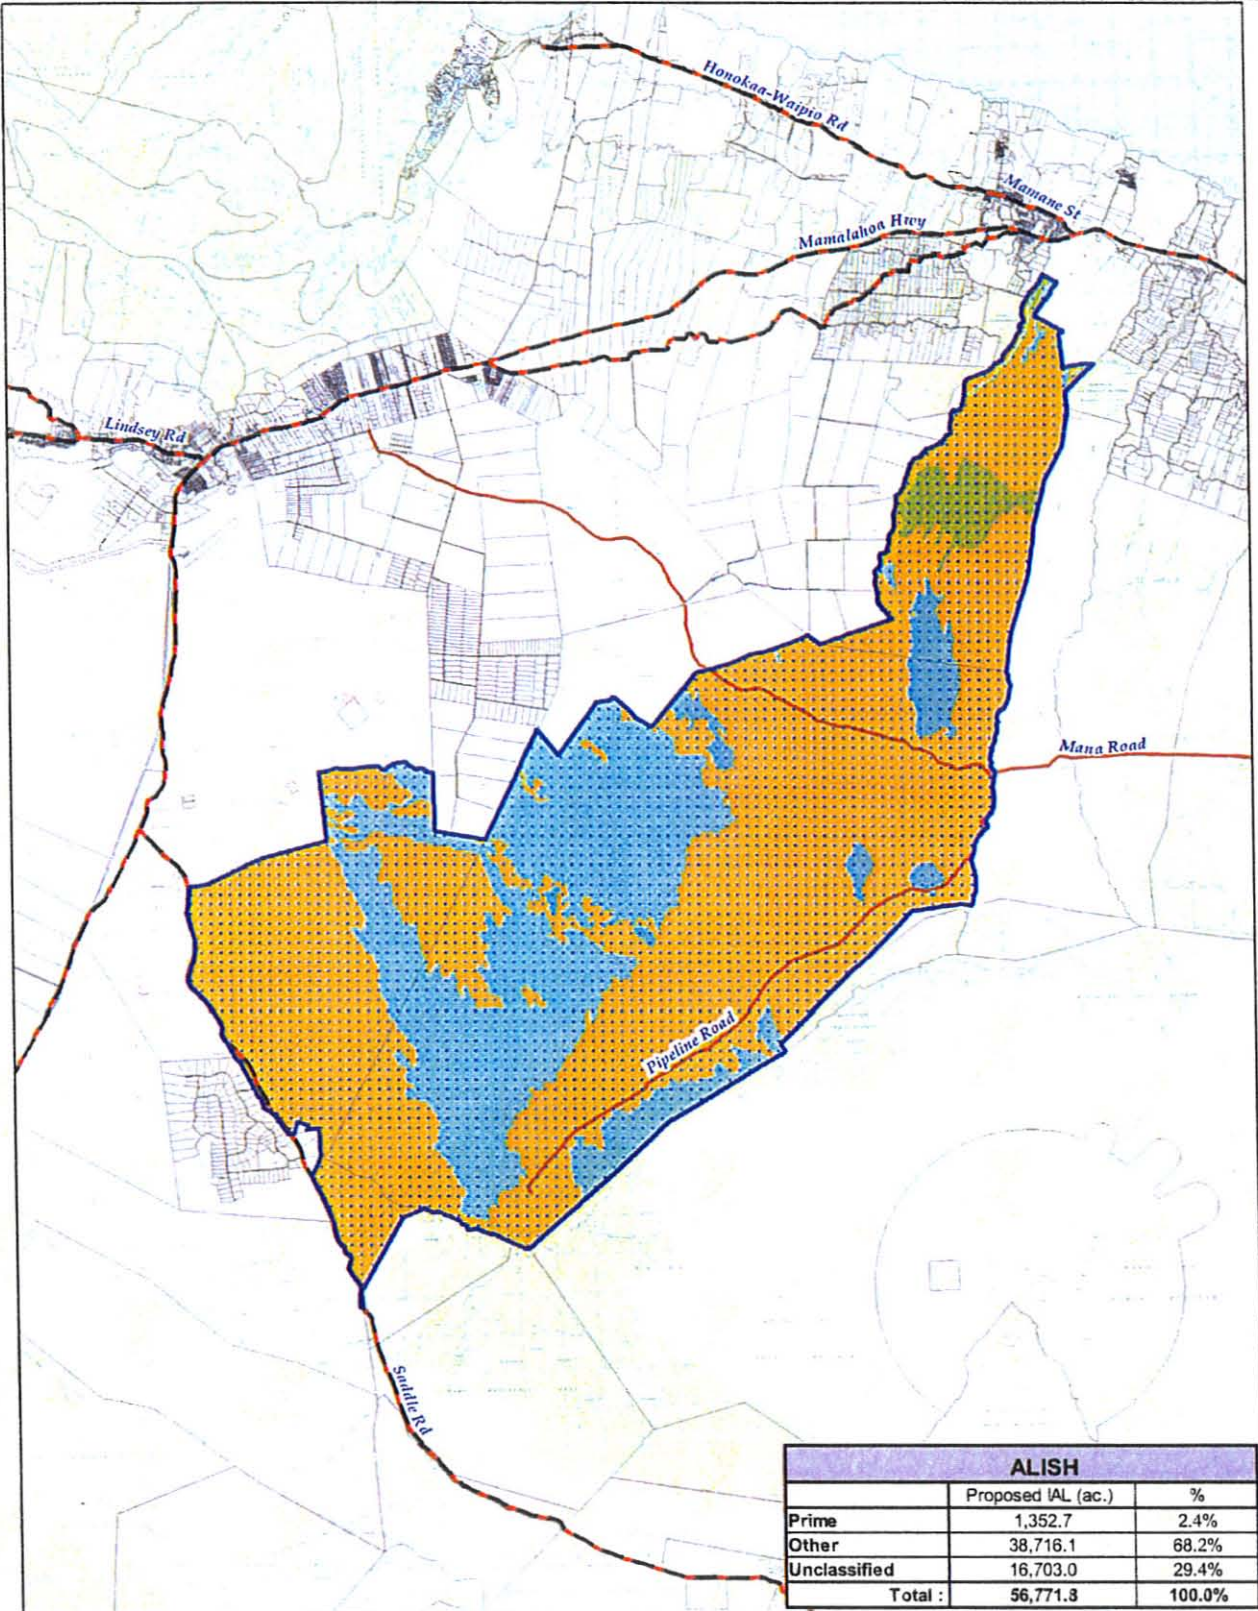 Honokaa-Waipio Rd
Mamane St
Mamalahoa Hwy
Lindsey Rd
Mana Road
Pipeline Road
Saddle Rd
ALISH
Proposed IAL (ac.) %
Prime 1,352.7 2.4%
Other 38,716.1 68.2%
Unclassified 16,703.0 29.4%
Total : 56,771.8 100.0%